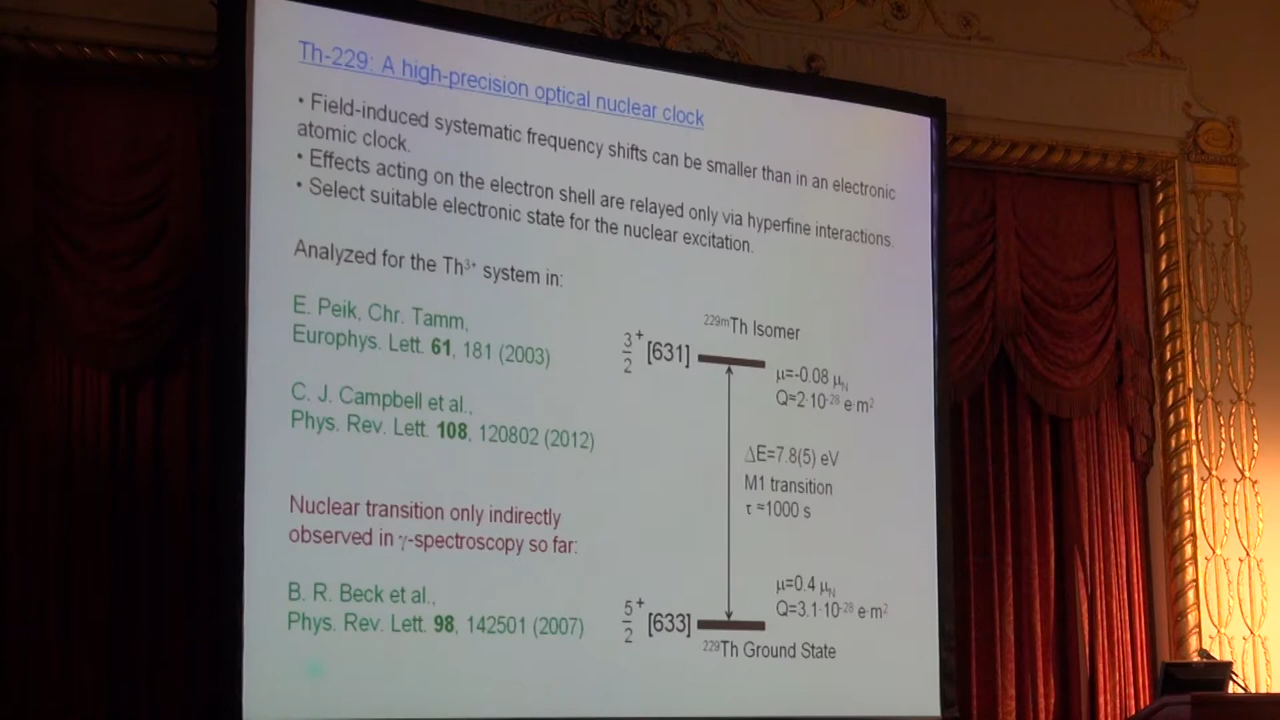 Th-229: A high-precision optical nuclear clock
• Field-induced systematic frequency shifts can be smaller than in an electronic
atomic clock.
• Effects acting on the electron shell are relayed only via hyperfine interactions.
• Select suitable electronic state for the nuclear excitation.
Analyzed for the Th³⁺ system in:
E. Peik, Chr. Tamm,
Europhys. Lett. 61, 181 (2003)
C. J. Campbell et al.,
Phys. Rev. Lett. 108, 120802 (2012)
Nuclear transition only indirectly
observed in γ-spectroscopy so far:
B. R. Beck et al.,
Phys. Rev. Lett. 98, 142501 (2007)
²²⁹ᵐTh Isomer
3/2⁺ [631]
μ=-0.08 μN
Q=2·10⁻²⁸ e·m²
ΔE=7.8(5) eV
M1 transition
τ ≈1000 s
μ=0.4 μN
Q=3.1·10⁻²⁸ e·m²
5/2⁺ [633]
²²⁹Th Ground State